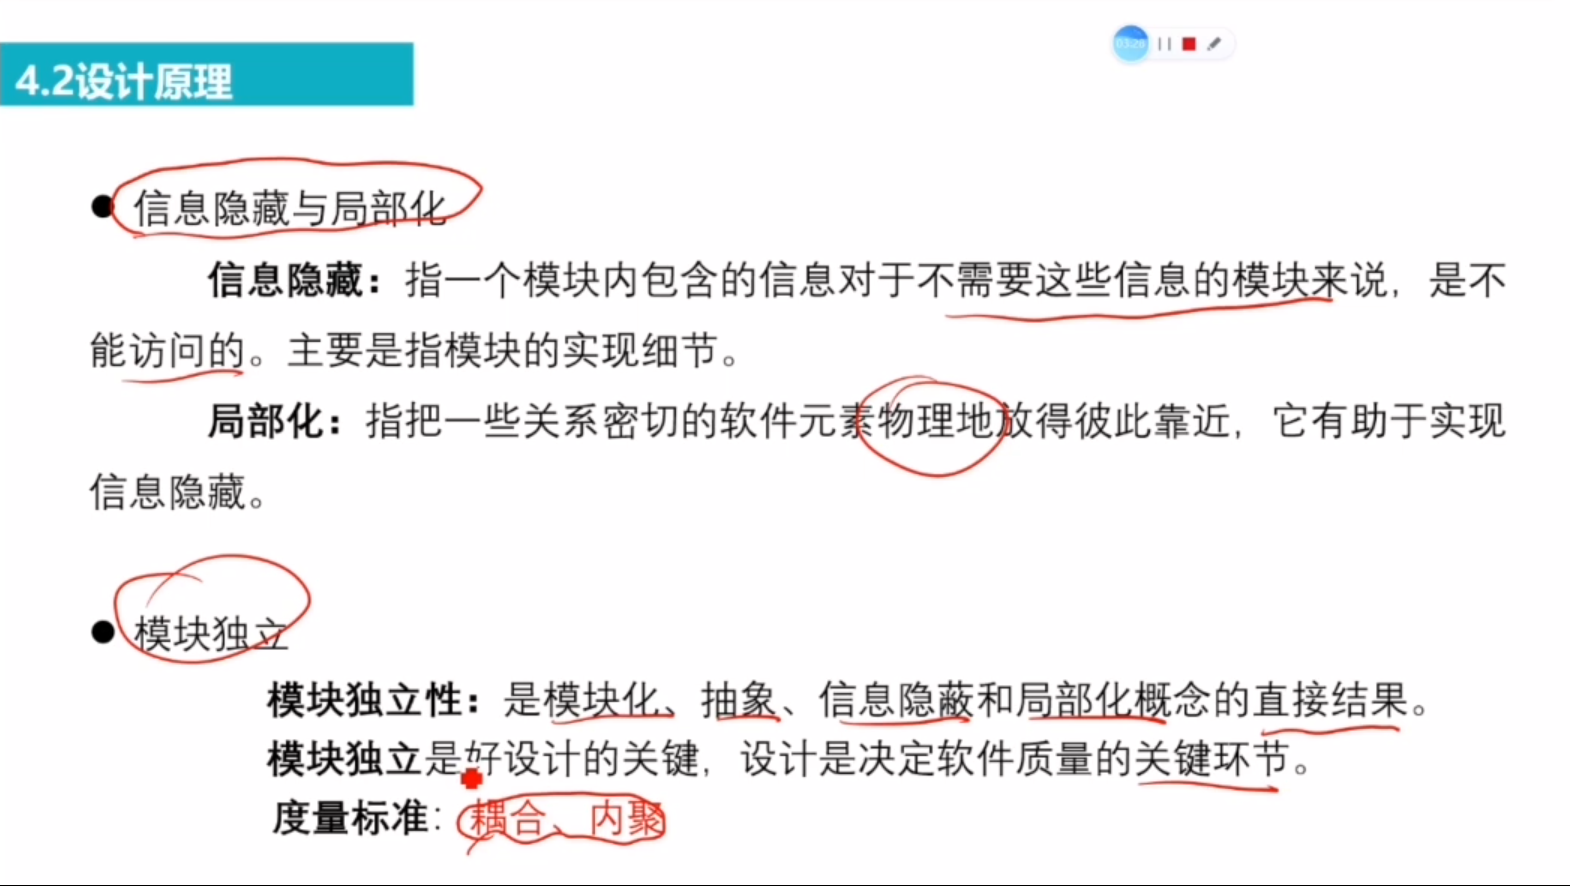 03:20
4.2设计原理
● 信息隐藏与局部化
信息隐藏：指一个模块内包含的信息对于不需要这些信息的模块来说，是不
能访问的。主要是指模块的实现细节。
局部化：指把一些关系密切的软件元素物理地放得彼此靠近，它有助于实现
信息隐藏。
● 模块独立
模块独立性：是模块化、抽象、信息隐蔽和局部化概念的直接结果。
模块独立是好设计的关键，设计是决定软件质量的关键环节。
度量标准：耦合、内聚